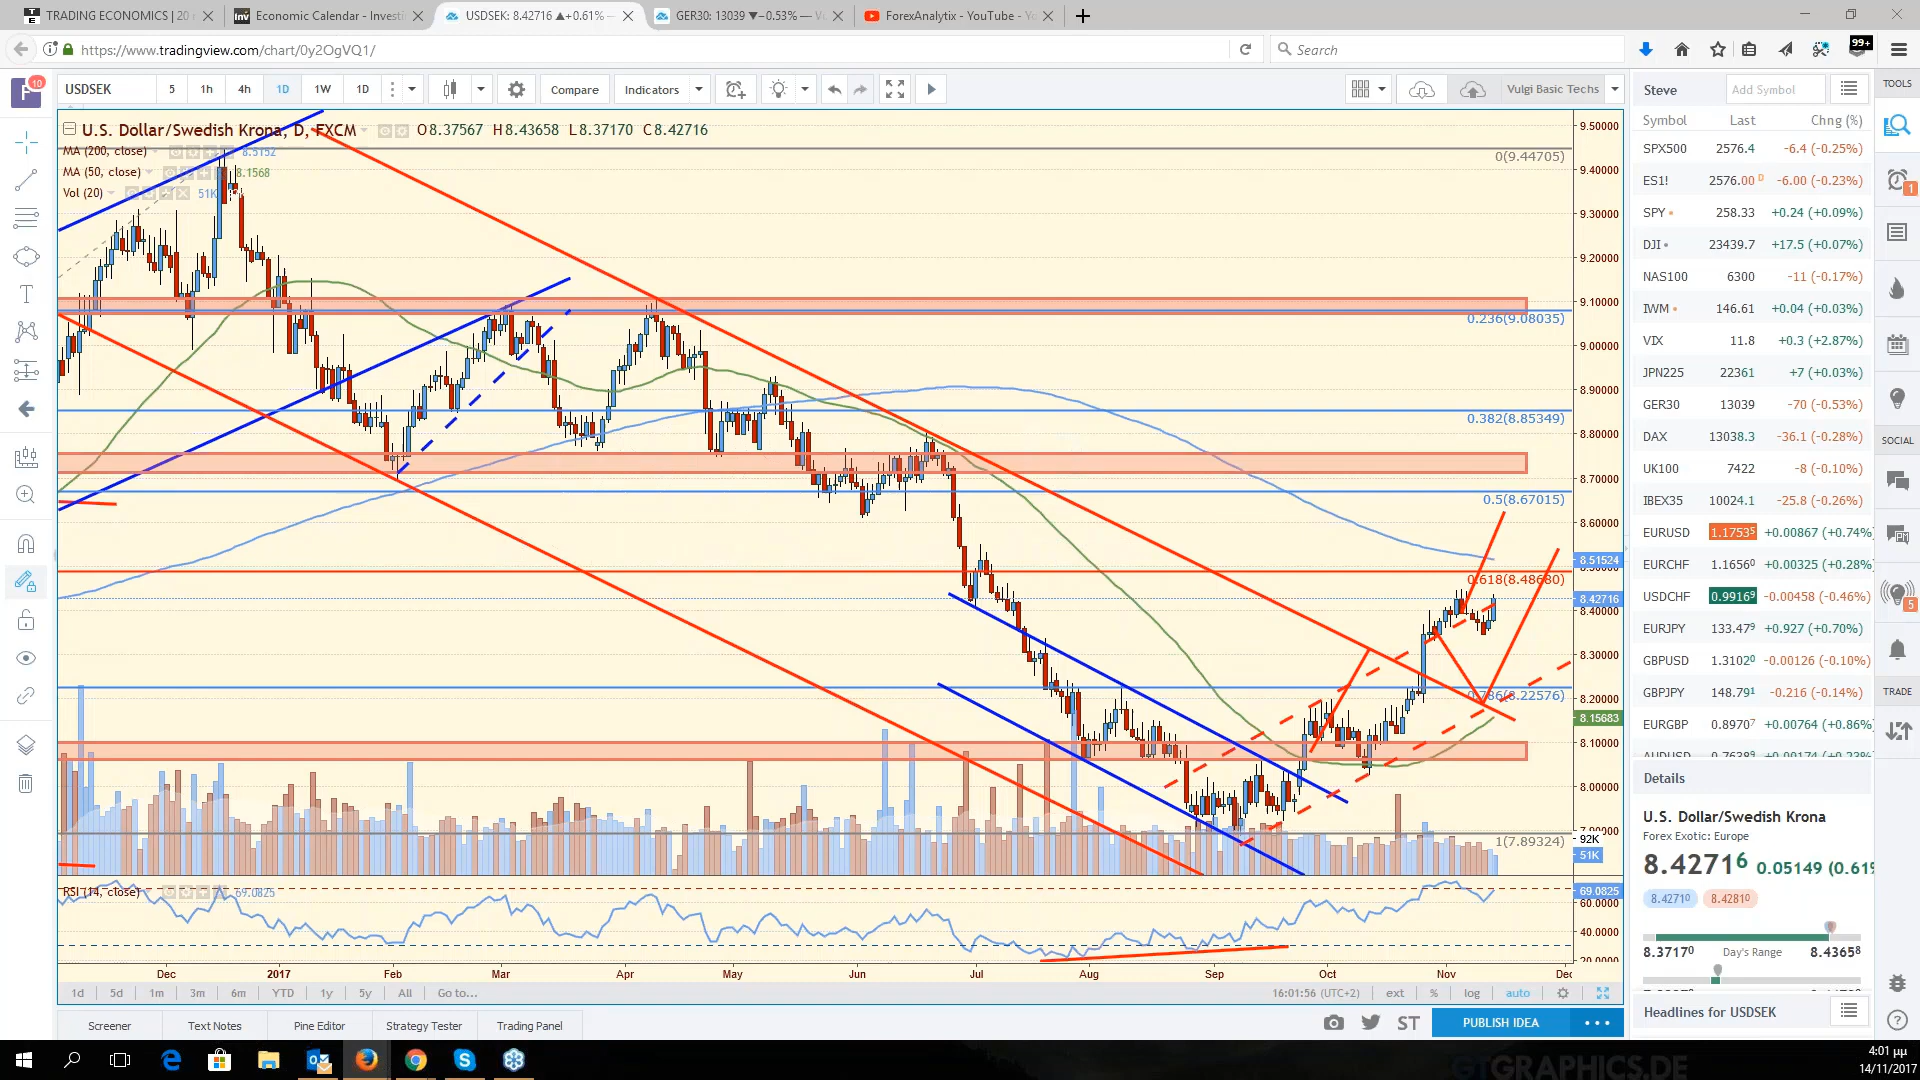 TRADING ECONOMICS | 20 m
Economic Calendar - Investi
USDSEK: 8.42716 ▲+0.61% —
GER30: 13039 ▼−0.53% — Vu
ForexAnalytix - YouTube - Yo
https://www.tradingview.com/chart/0y2OgVQ1/
Search
99+
10
USDSEK
5 1h 4h 1D 1W 1D
Compare
Indicators
Vulgi Basic Techs
U.S. Dollar/Swedish Krona, D, FXCM O8.37567 H8.43658 L8.37170 C8.42716
MA (200, close) 8.5152
MA (50, close) 8.1568
Vol (20) 51K
0(9.44705)
0.236(9.08035)
0.382(8.85349)
0.5(8.67015)
0.618(8.48680)
0.786(8.22576)
1(7.89324)
9.50000
9.40000
9.30000
9.20000
9.10000
9.00000
8.90000
8.80000
8.70000
8.60000
8.51524
8.42716
8.40000
8.30000
8.20000
8.15683
8.10000
8.00000
92K
51K
RSI (14, close) 69.0825
69.0825
60.0000
40.0000
20.0000
Dec 2017 Feb Mar Apr May Jun Jul Aug Sep Oct Nov Dec
1d 5d 1m 3m 6m YTD 1y 5y All Go to...
16:01:56 (UTC+2) ext % log auto
Screener Text Notes Pine Editor Strategy Tester Trading Panel
ST
PUBLISH IDEA
Steve
Add Symbol
Symbol Last Chng (%)
SPX500 2576.4 -6.4 (-0.25%)
ES1! 2576.00 D -6.00 (-0.23%)
SPY 258.33 +0.24 (+0.09%)
DJI 23439.7 +17.5 (+0.07%)
NAS100 6300 -11 (-0.17%)
IWM 146.61 +0.04 (+0.03%)
VIX 11.8 +0.3 (+2.87%)
JPN225 22361 +7 (+0.03%)
GER30 13039 -70 (-0.53%)
DAX 13038.3 -36.1 (-0.28%)
UK100 7422 -8 (-0.10%)
IBEX35 10024.1 -25.8 (-0.26%)
EURUSD 1.17535 +0.00867 (+0.74%)
EURCHF 1.16560 +0.00325 (+0.28%
USDCHF 0.99169 -0.00458 (-0.46%)
EURJPY 133.479 +0.927 (+0.70%)
GBPUSD 1.31020 -0.00126 (-0.10%)
GBPJPY 148.791 -0.216 (-0.14%)
EURGBP 0.89707 +0.00764 (+0.86%)
Details
U.S. Dollar/Swedish Krona
Forex Exotic: Europe
8.42716 0.05149 (0.61%
8.42710 8.42810
8.37170 Day's Range 8.43658
Headlines for USDSEK
TOOLS
1
SOCIAL
5
TRADE
GTGRAPHICS.DE
4:01 μμ
14/11/2017